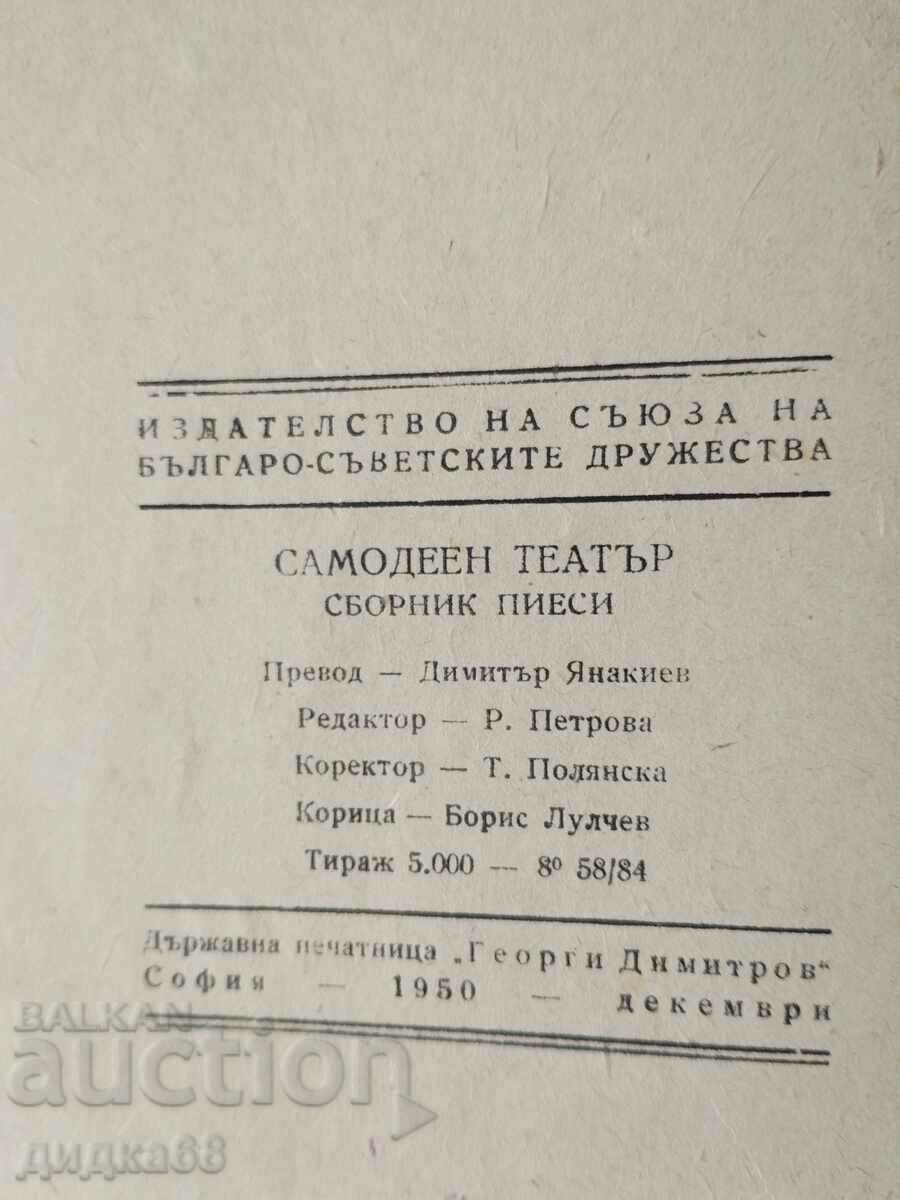 ИЗДАТЕЛСТВО НА СЪЮЗА НА
БЪЛГАРО-СЪВЕТСКИТЕ ДРУЖЕСТВА
САМОДЕЕН ТЕАТЪР
СБОРНИК ПИЕСИ
Превод — Димитър Янакиев
Редактор — Р. Петрова
Коректор — Т. Полянска
Корица — Борис Лулчев
Тираж 5.000 — 8º 58/84
Държавна печатница „Георги Димитров“
София — 1950 — декември
BALKAN
auction
дидка68